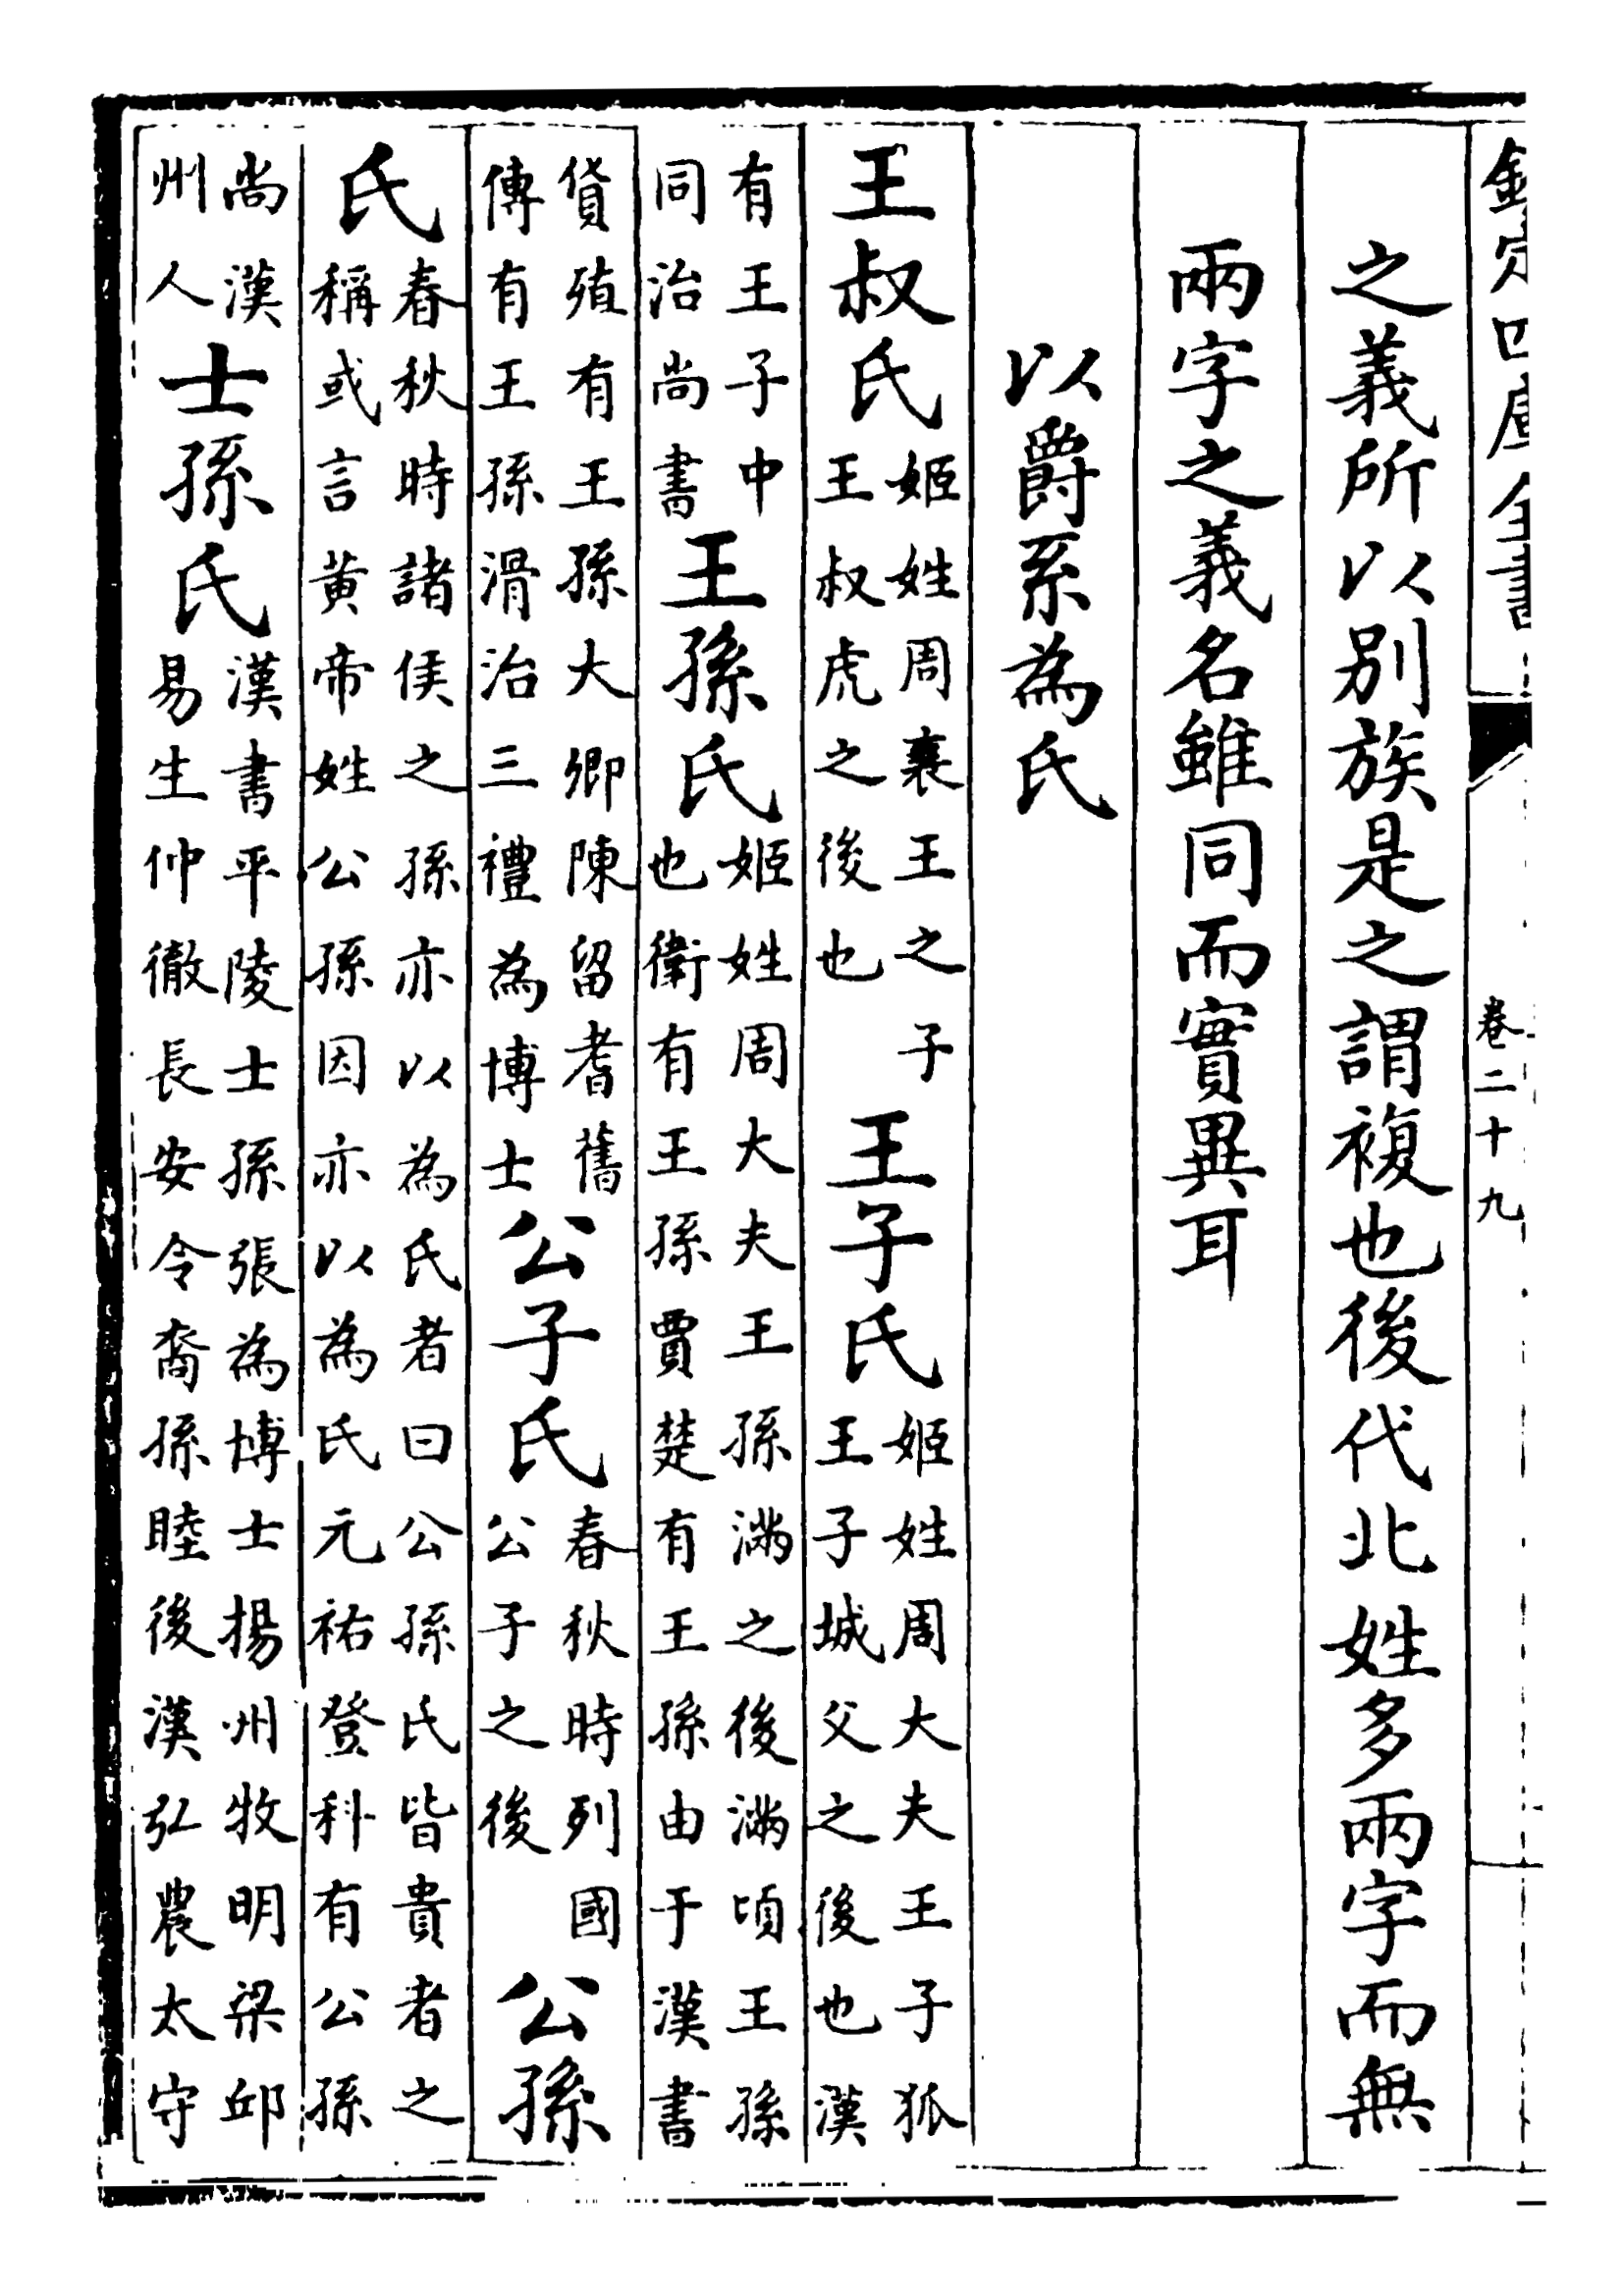 欽定四庫全書
卷二十九
之義所以别族是之謂複也後代北姓多兩字而無
兩字之義名雖同而實異耳
以爵系為氏
王叔氏
姬姓周襄王之子
王叔虎之後也
王子氏
姬姓周大夫王子狐
王子城父之後也漢
有王子中
同治尚書
王孫氏
姬姓周大夫王孫滿之後滿頃王孫
也衛有王孫賈楚有王孫由于漢書
貨殖有王孫大卿陳留耆舊
傳有王孫滑治三禮為博士
公子氏
春秋時列國
公子之後
公孫
氏
春秋時諸侯之孫亦以為氏者曰公孫氏皆貴者之
稱或言黄帝姓公孫因亦以為氏元祐登科有公孫
尚漢
州人
士孫氏
漢書平陵士孫張為博士揚州牧明梁邱
易生仲徹長安令裔孫睦後漢弘農太守